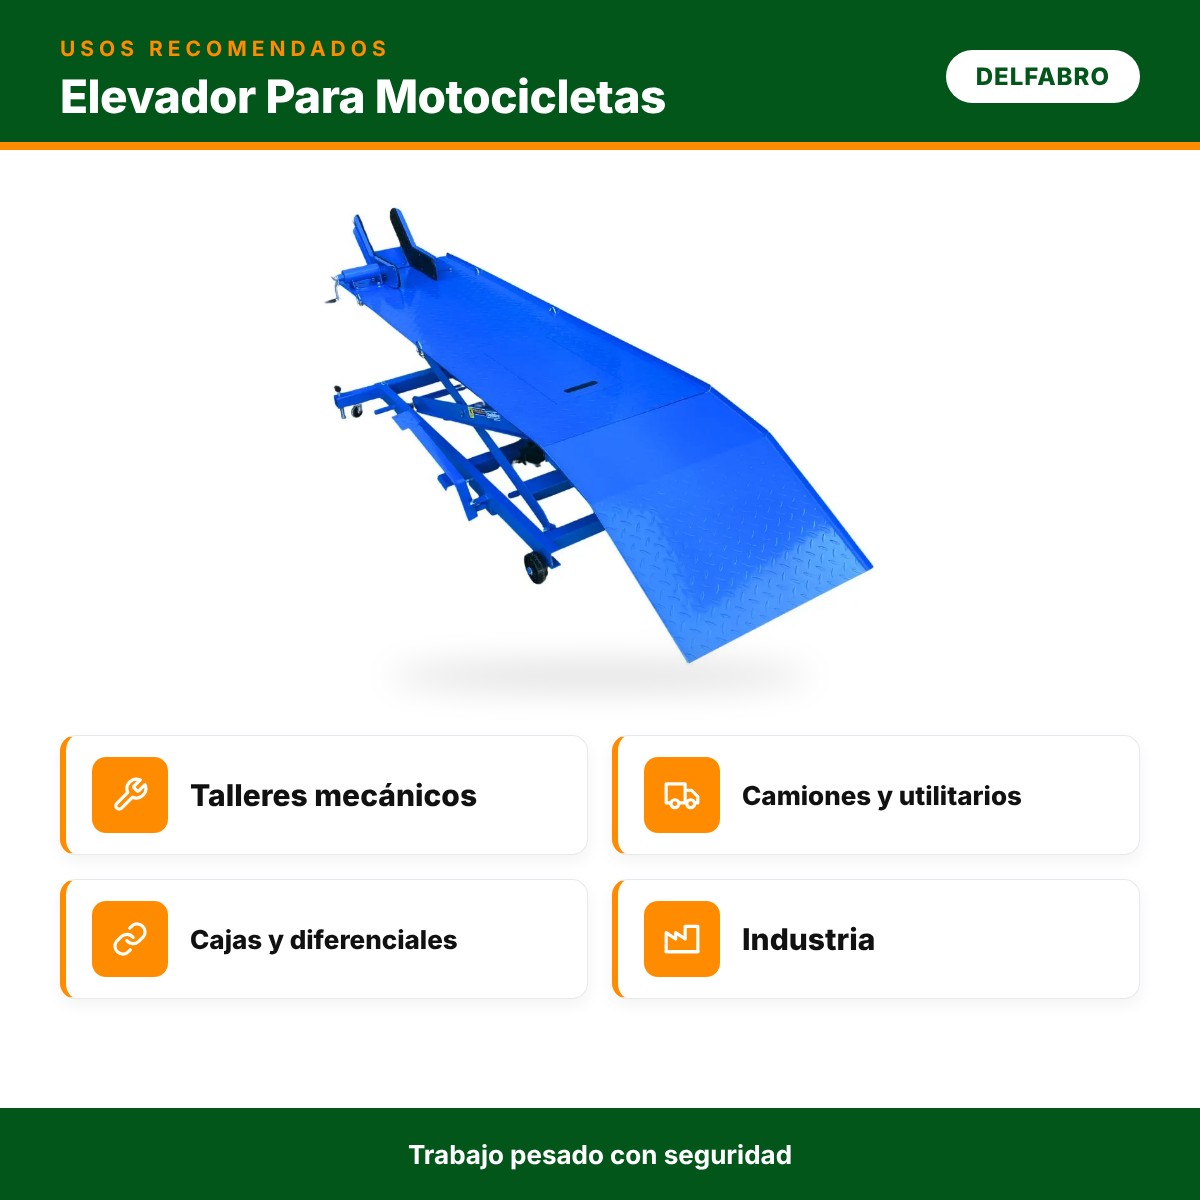 USOS RECOMENDADOS
Elevador Para Motocicletas
DELFABRO
Talleres mecánicos
Camiones y utilitarios
Cajas y diferenciales
Industria
Trabajo pesado con seguridad